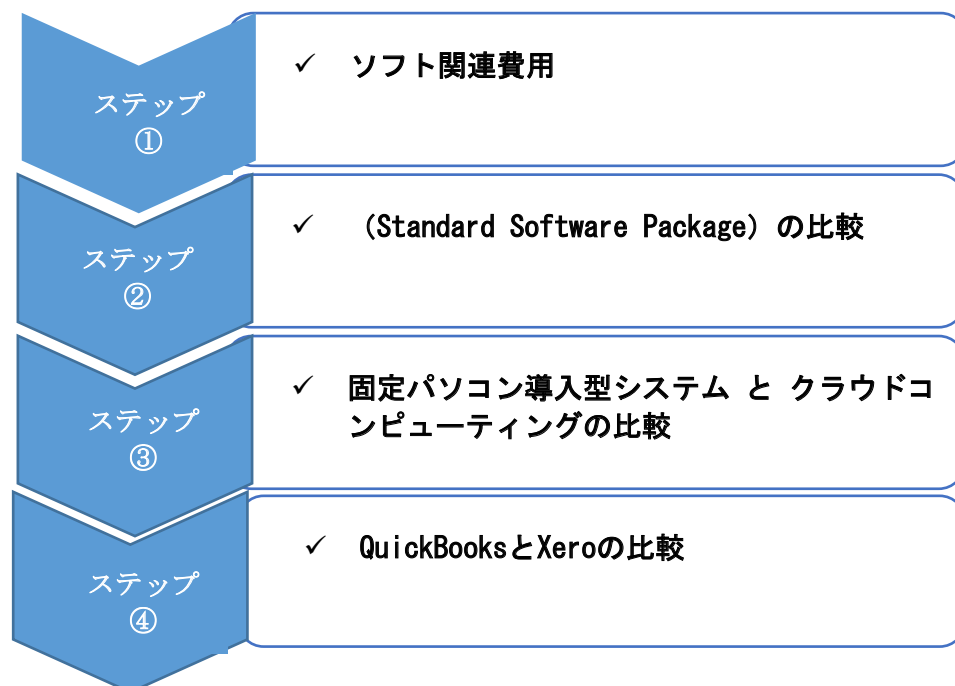 ステップ
①
✓ ソフト関連費用
ステップ
②
✓ （Standard Software Package）の比較
ステップ
③
✓ 固定パソコン導入型システム と クラウドコ
ンピューティングの比較
ステップ
④
✓ QuickBooksとXeroの比較